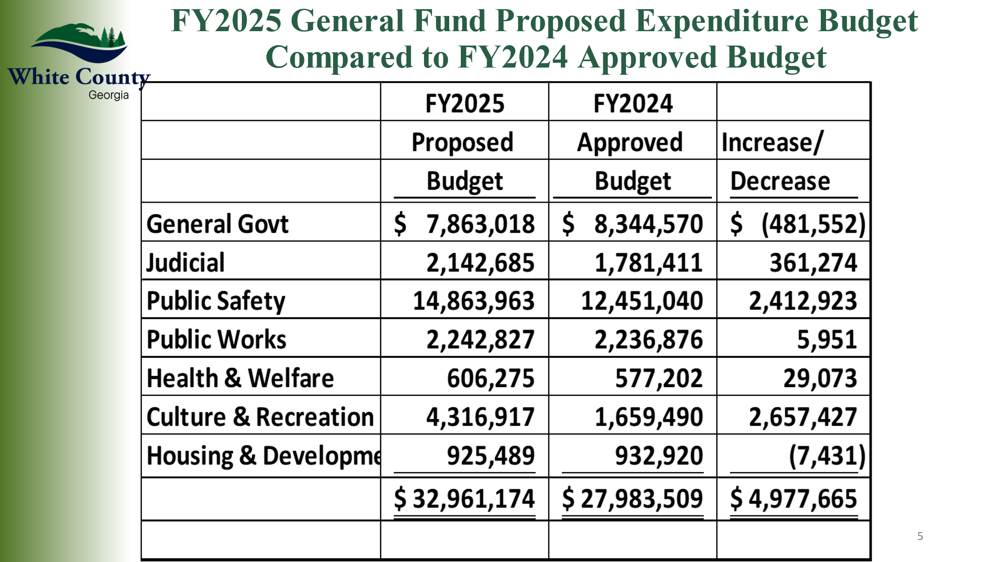 FY2025 General Fund Proposed Expenditure Budget
Compared to FY2024 Approved Budget
White County
Georgia
FY2025 FY2024
Proposed Approved Increase/
Budget Budget Decrease
General Govt $ 7,863,018 $ 8,344,570 $ (481,552)
Judicial 2,142,685 1,781,411 361,274
Public Safety 14,863,963 12,451,040 2,412,923
Public Works 2,242,827 2,236,876 5,951
Health & Welfare 606,275 577,202 29,073
Culture & Recreation 4,316,917 1,659,490 2,657,427
Housing & Developme 925,489 932,920 (7,431)
$ 32,961,174 $ 27,983,509 $ 4,977,665
5